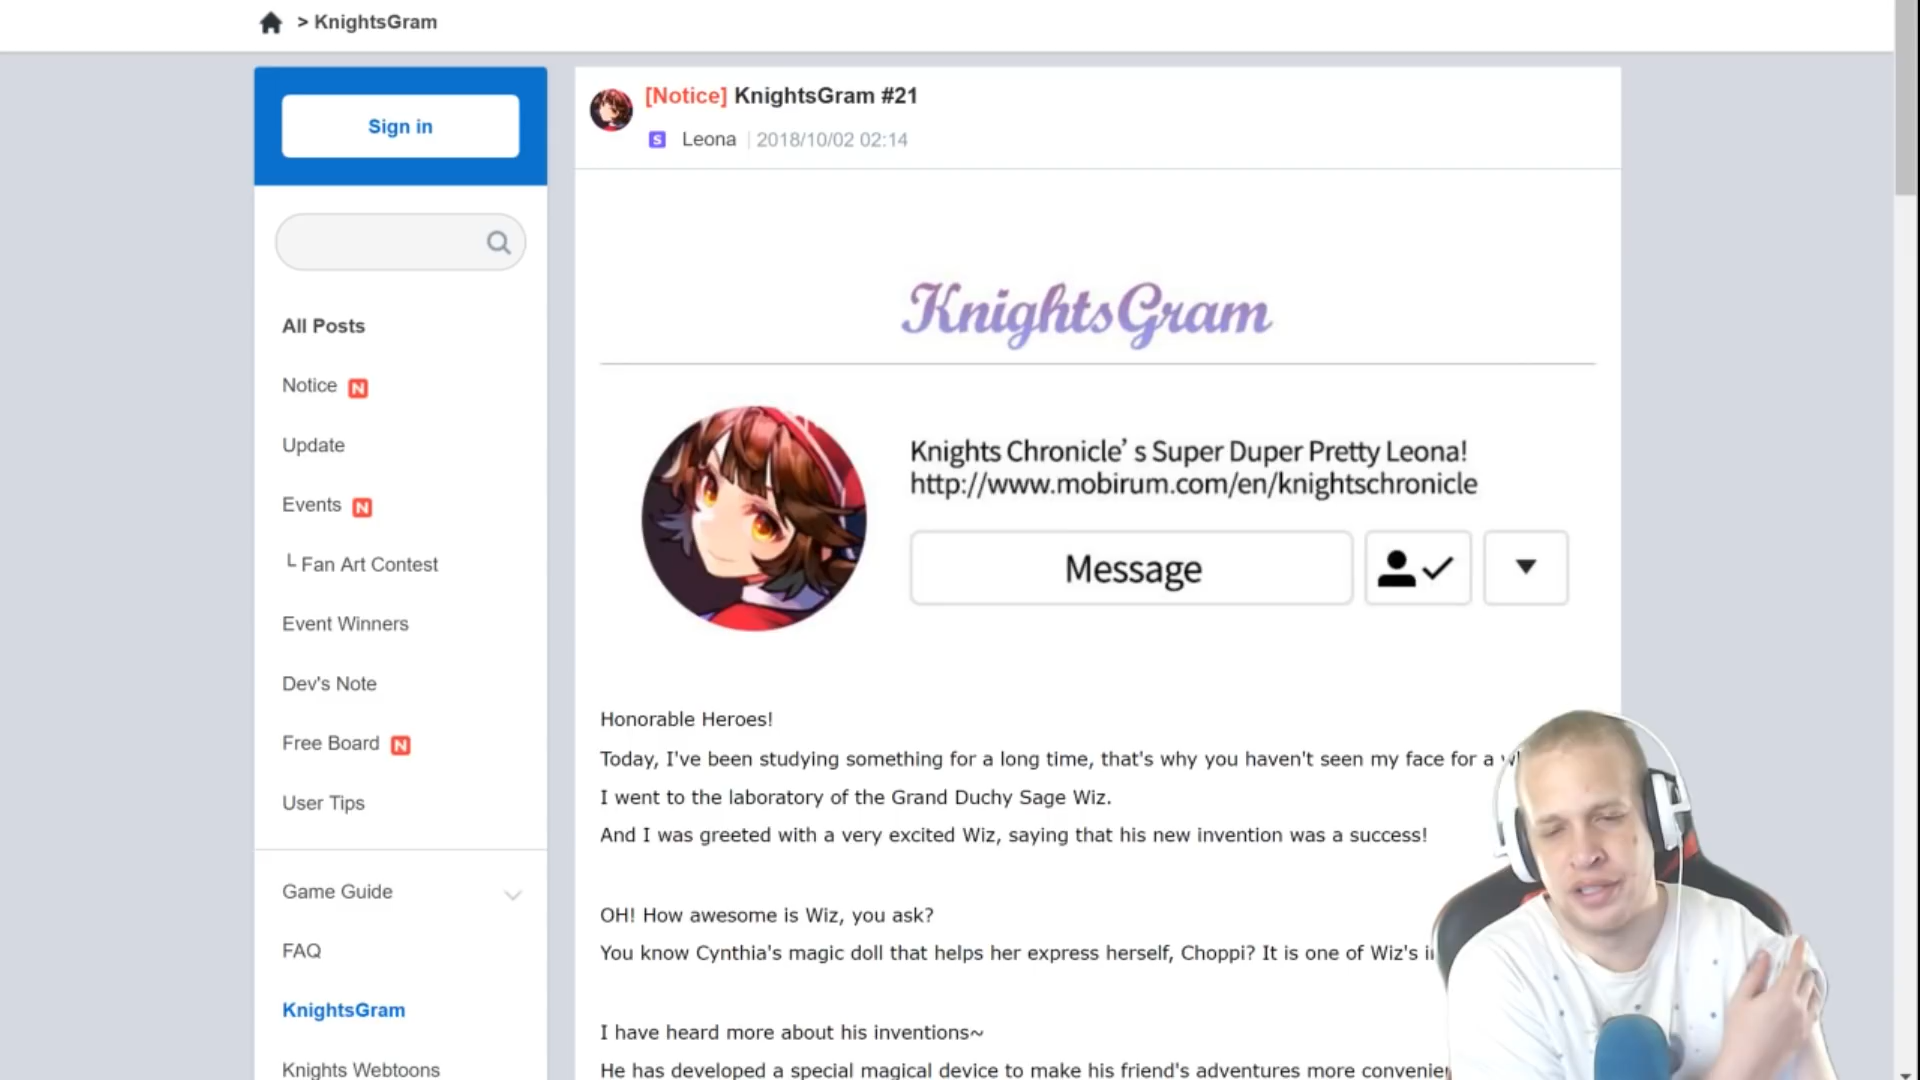 > KnightsGram
Sign in
All Posts
Notice N
Update
Events N
└ Fan Art Contest
Event Winners
Dev's Note
Free Board N
User Tips
Game Guide
FAQ
KnightsGram
Knights Webtoons
[Notice] KnightsGram #21
S Leona | 2018/10/02 02:14
KnightsGram
Knights Chronicle's Super Duper Pretty Leona!
http://www.mobirum.com/en/knightschronicle
Message
Honorable Heroes!
Today, I've been studying something for a long time, that's why you haven't seen my face for a
I went to the laboratory of the Grand Duchy Sage Wiz.
And I was greeted with a very excited Wiz, saying that his new invention was a success!
OH! How awesome is Wiz, you ask?
You know Cynthia's magic doll that helps her express herself, Choppi? It is one of Wiz's
I have heard more about his inventions~
He has developed a special magical device to make his friend's adventures more